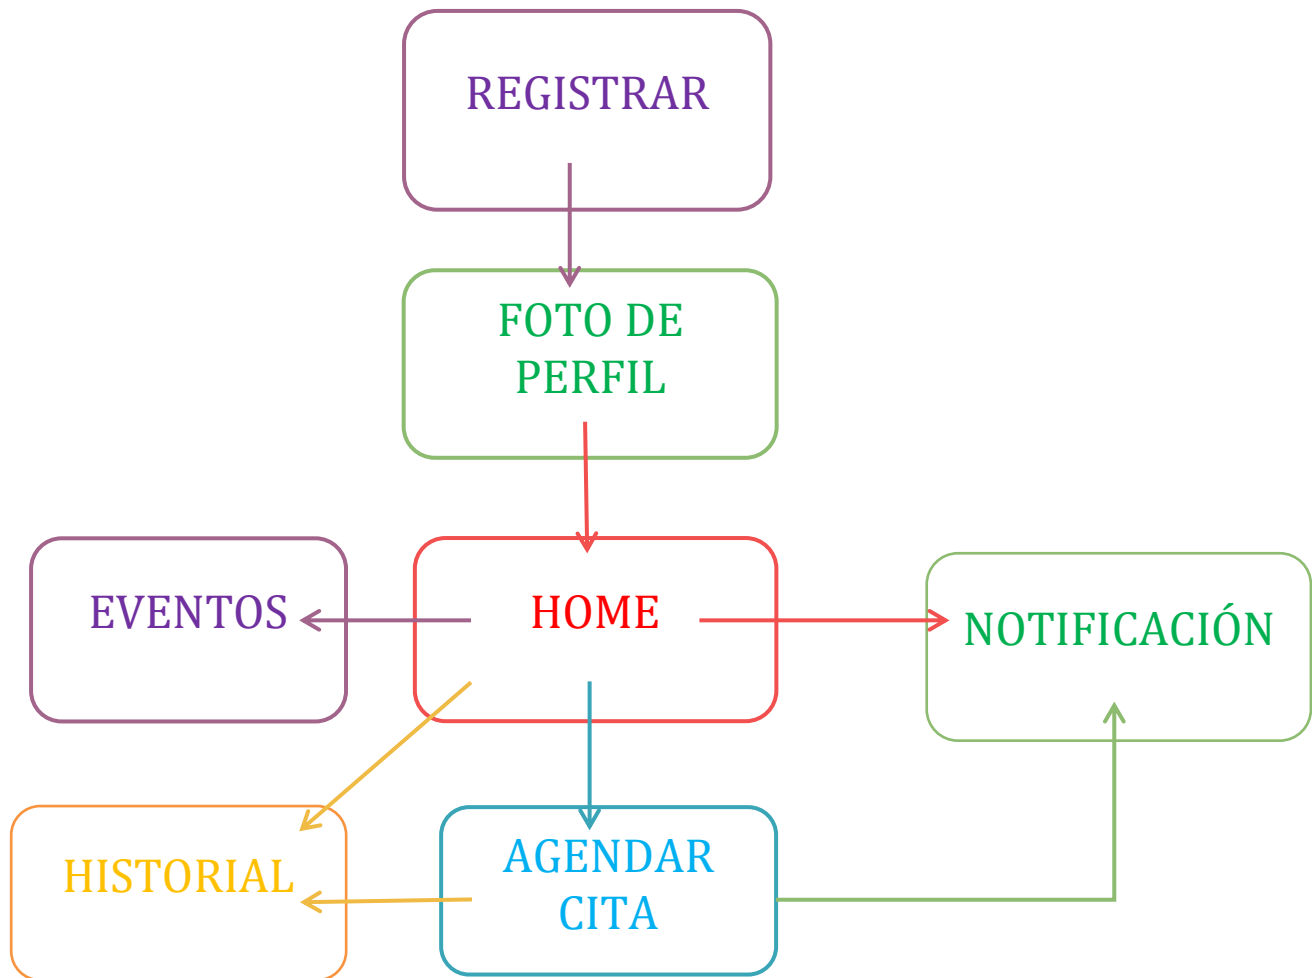 REGISTRAR
FOTO DE
PERFIL
EVENTOS
HOME
NOTIFICACIÓN
HISTORIAL
AGENDAR
CITA